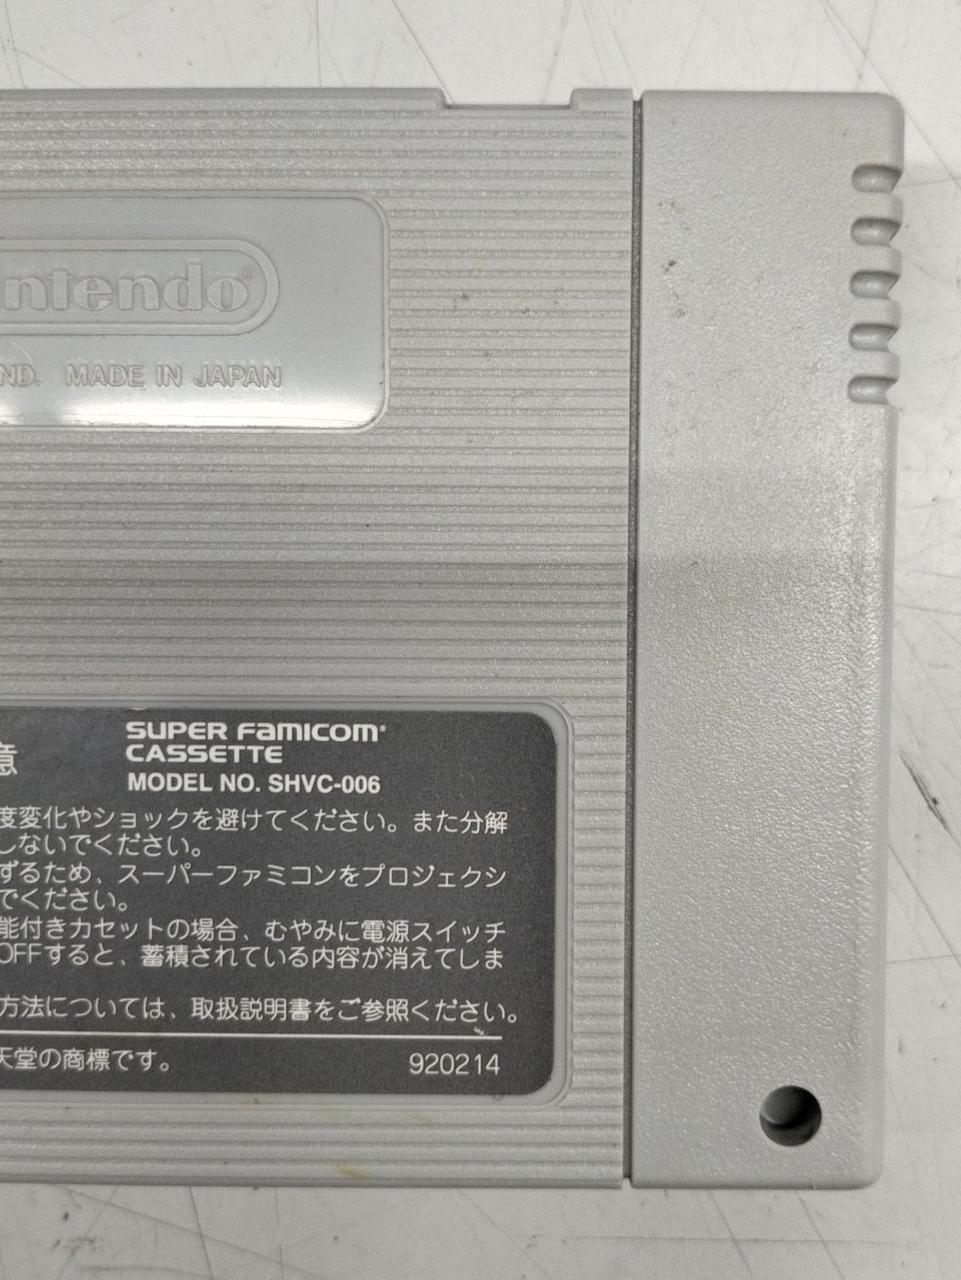 intendo®
ND. MADE IN JAPAN
意
SUPER FAMICOM®
CASSETTE
MODEL NO. SHVC-006
度変化やショックを避けてください。また分解
しないでください。
ずるため、スーパーファミコンをプロジェクシ
でください。
能付きカセットの場合、むやみに電源スイッチ
OFFすると、蓄積されている内容が消えてしま
方法については、取扱説明書をご参照ください。
天堂の商標です。 920214